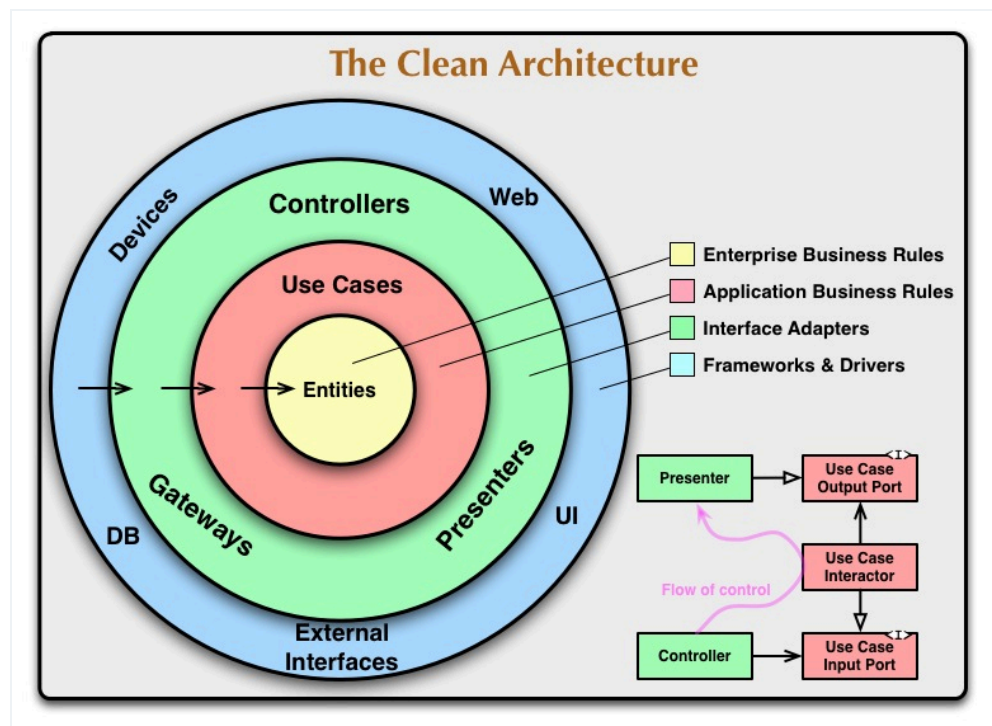 The Clean Architecture
Devices
Web
Controllers
Use Cases
Entities
Gateways
Presenters
DB
UI
External
Interfaces
Enterprise Business Rules
Application Business Rules
Interface Adapters
Frameworks & Drivers
Presenter
<I>
Use Case
Output Port
Use Case
Interactor
Flow of control
Controller
<I>
Use Case
Input Port